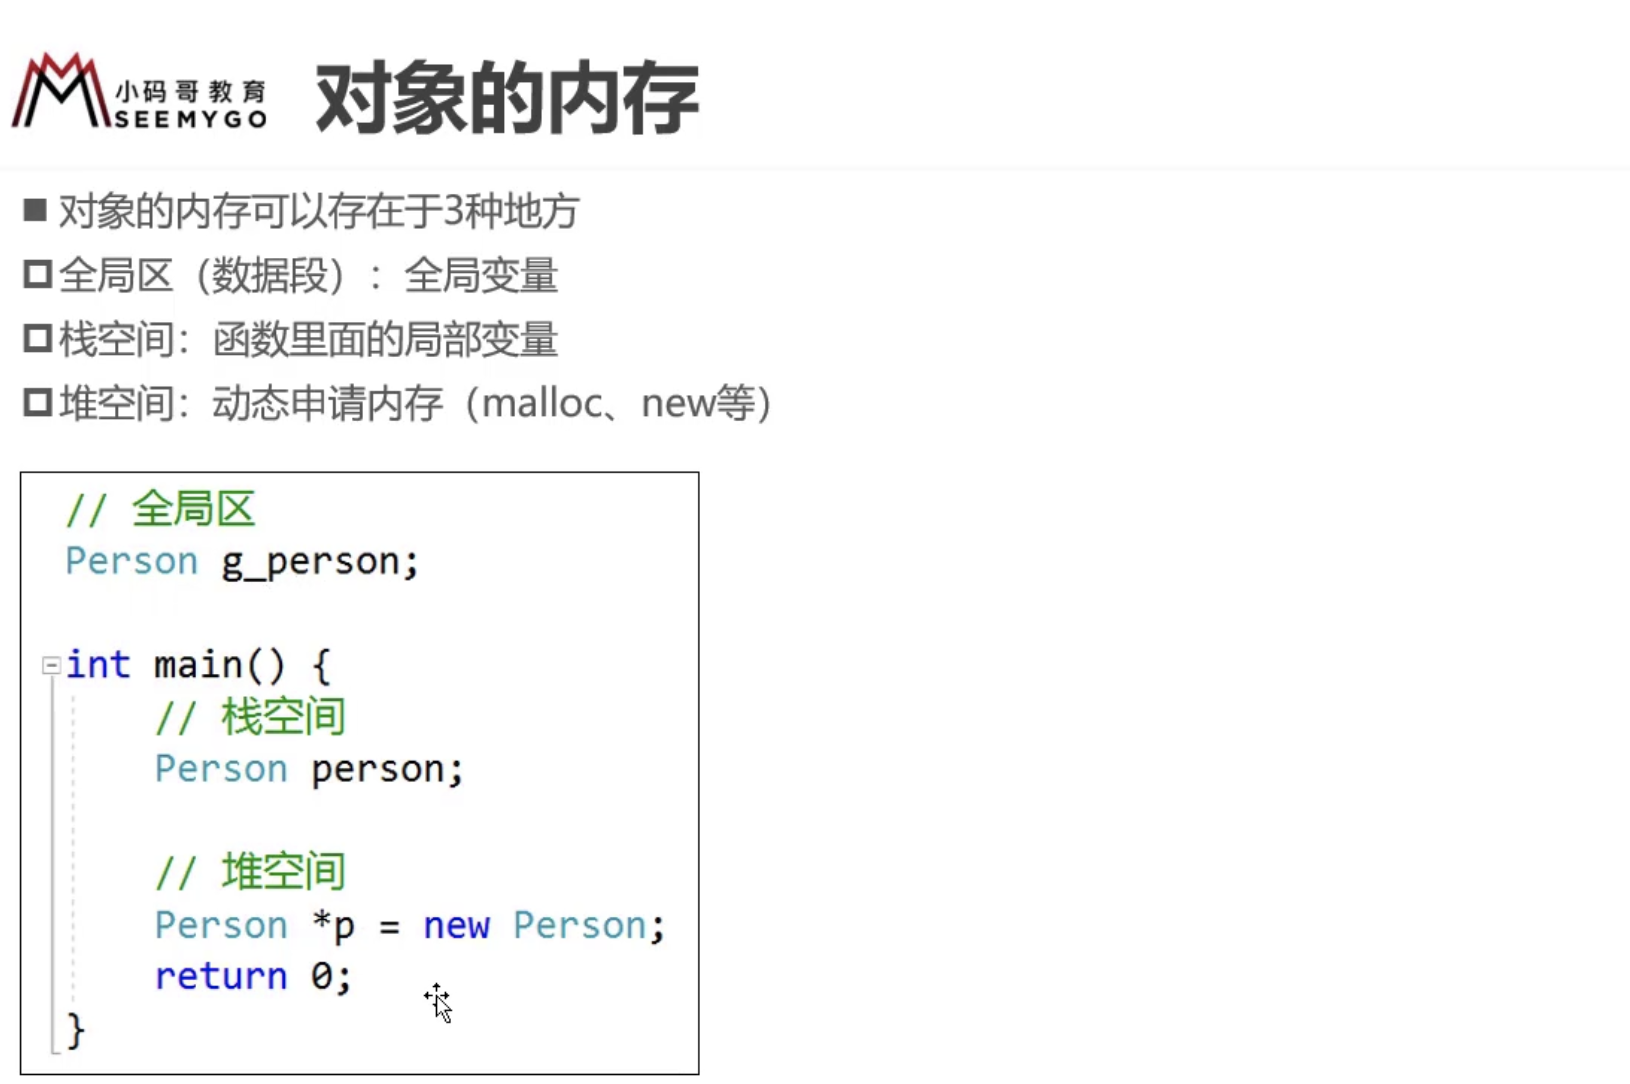 小码哥教育
SEEMYGO
对象的内存
■ 对象的内存可以存在于3种地方
全局区（数据段）：全局变量
栈空间：函数里面的局部变量
堆空间：动态申请内存（malloc、new等）
// 全局区
Person g_person;
int main() {
// 栈空间
Person person;
// 堆空间
Person *p = new Person;
return 0;
}